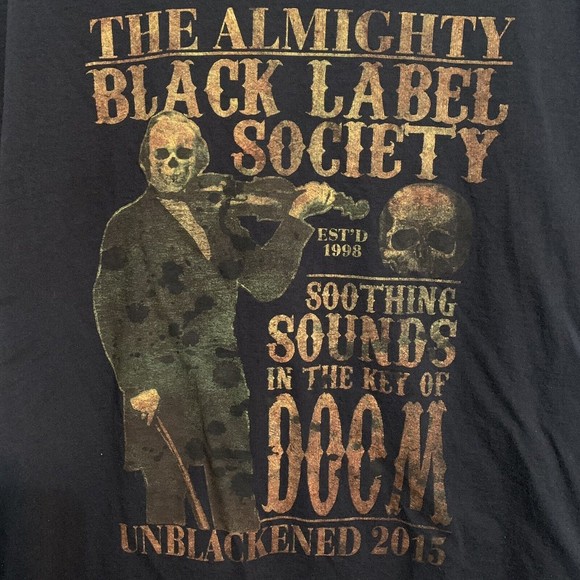 THE ALMIGHTY
BLACK LABEL
SOCIETY
EST'D
1998
SOOTHING
SOUNDS
IN THE KEY OF
DOOM
UNBLACKENED 2015